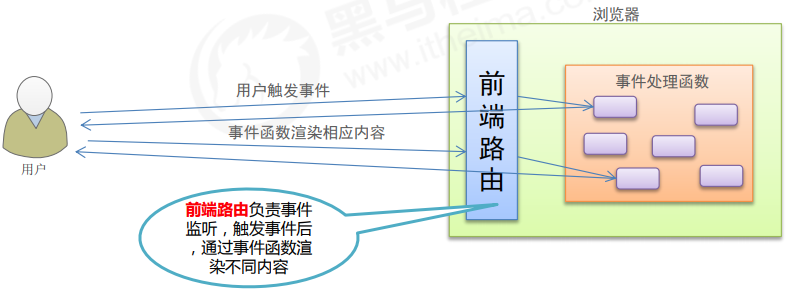 浏览器
黑马程
www.itheima.com
前端路由
事件处理函数
用户触发事件
事件函数渲染相应内容
用户
前端路由负责事件
监听，触发事件后
，通过事件函数渲
染不同内容